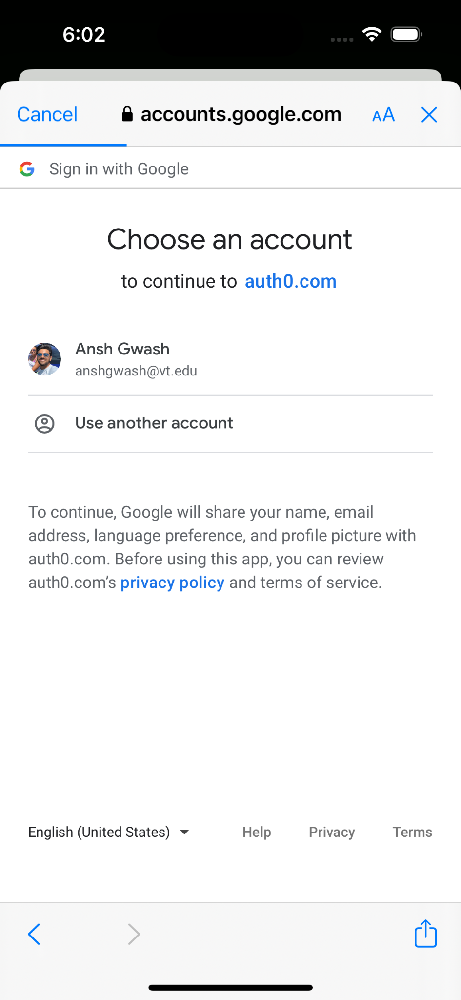 6:02
Cancel
accounts.google.com
AA
Sign in with Google
Choose an account
to continue to auth0.com
Ansh Gwash
anshgwash@vt.edu
Use another account
To continue, Google will share your name, email
address, language preference, and profile picture with
auth0.com. Before using this app, you can review
auth0.com’s privacy policy and terms of service.
English (United States)
Help
Privacy
Terms